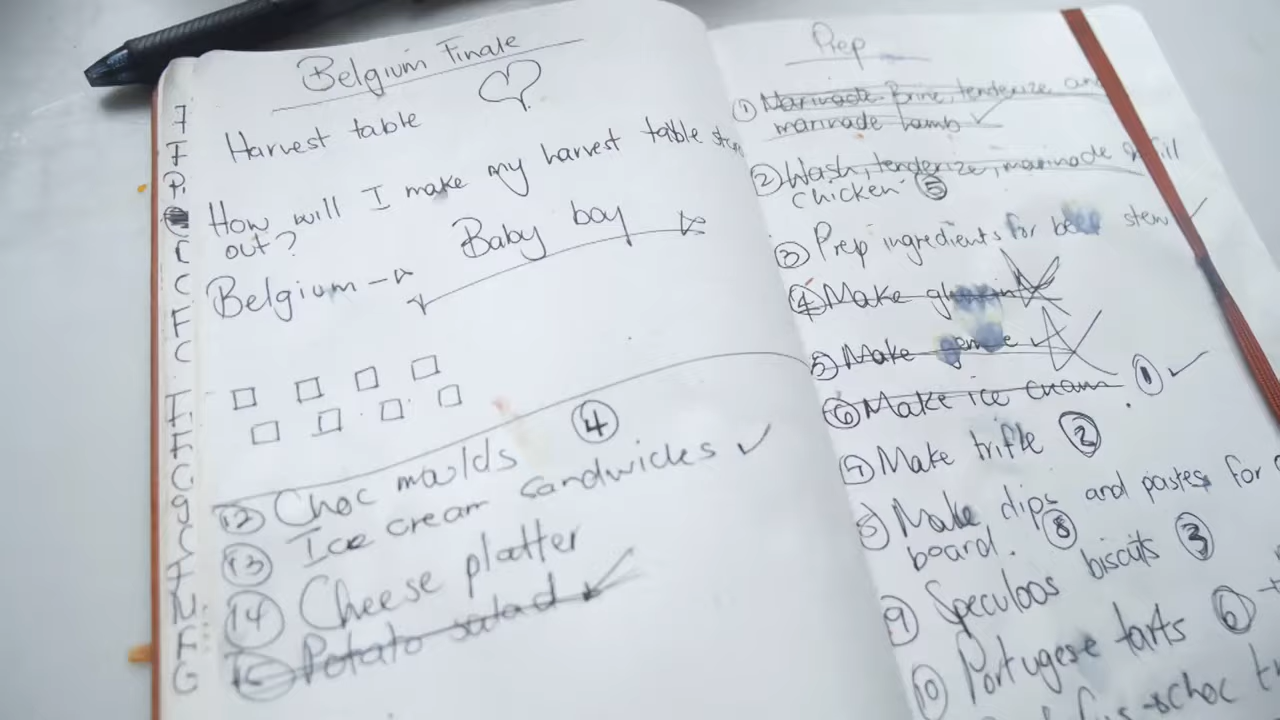 Belgium Finale
Harvest table
How will I make my harvest table
out?
Belgium → Baby boy
⑫ Choc moulds ④
⑬ Ice cream sandwiches ✓
⑭ Cheese platter
Potato salad ✓
Prep
① Marinade Brine, tenderize and
marinade Lamb ✓
② Wash, tenderize, marinade
chicken ⑤
③ Prep ingredients for beef stew ✓
④ Make
⑤ Make
⑥ Make ice cream ① ✓
Make trifle ②
⑧ Make dips and pastes for
board. ⑧
⑨ Speculoos biscuits ③
⑩ Portugese tarts ⑥
choc